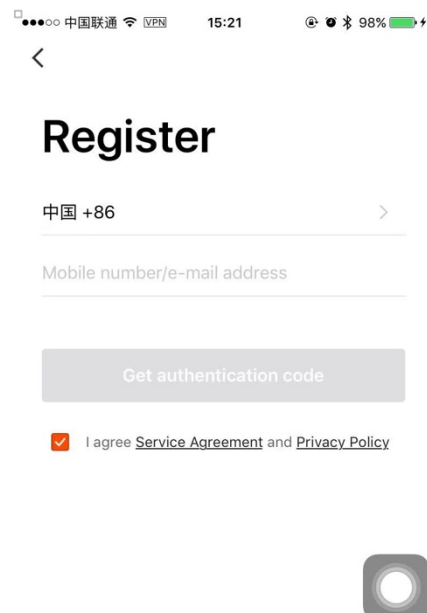 中国联通 VPN 15:21 98%
Register
中国 +86
Mobile number/e-mail address
Get authentication code
I agree Service Agreement and Privacy Policy